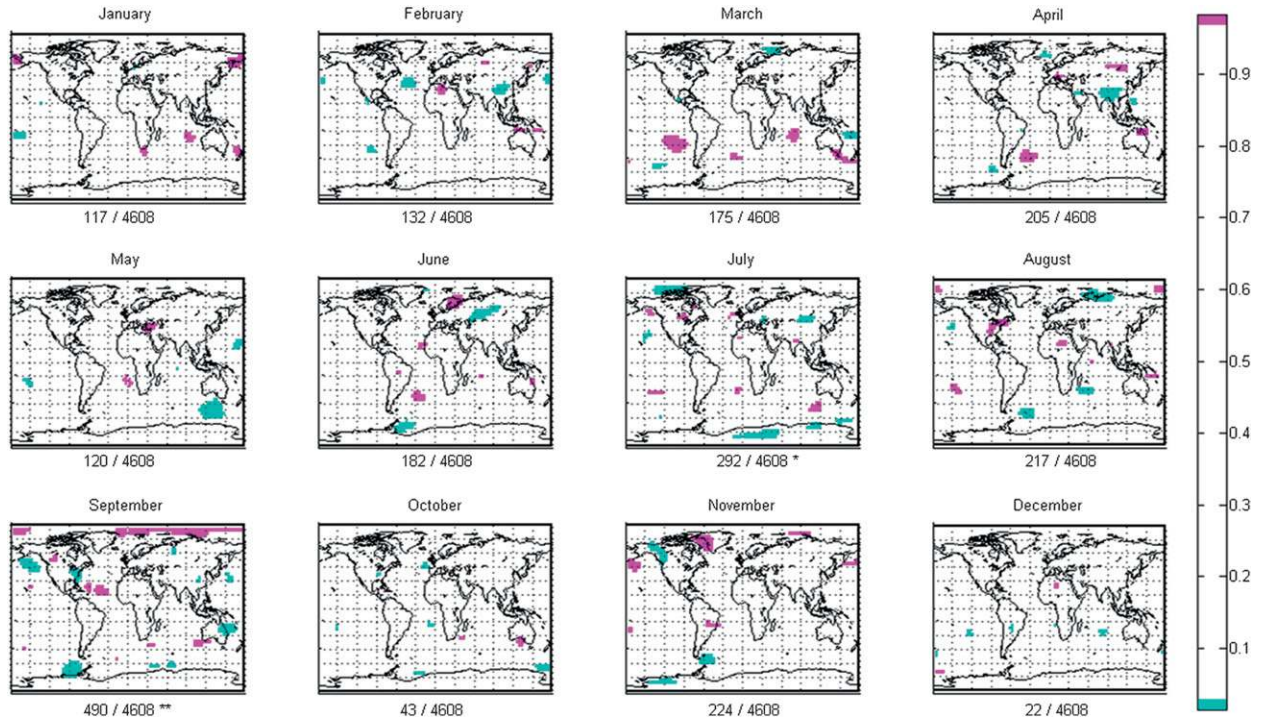 January February March April
0.9
0.8
0.7
117 / 4608 132 / 4608 175 / 4608 205 / 4608
May June July August
0.6
0.5
0.4
120 / 4608 182 / 4608 292 / 4608 * 217 / 4608
September October November December
0.3
0.2
0.1
490 / 4608 ** 43 / 4608 224 / 4608 22 / 4608